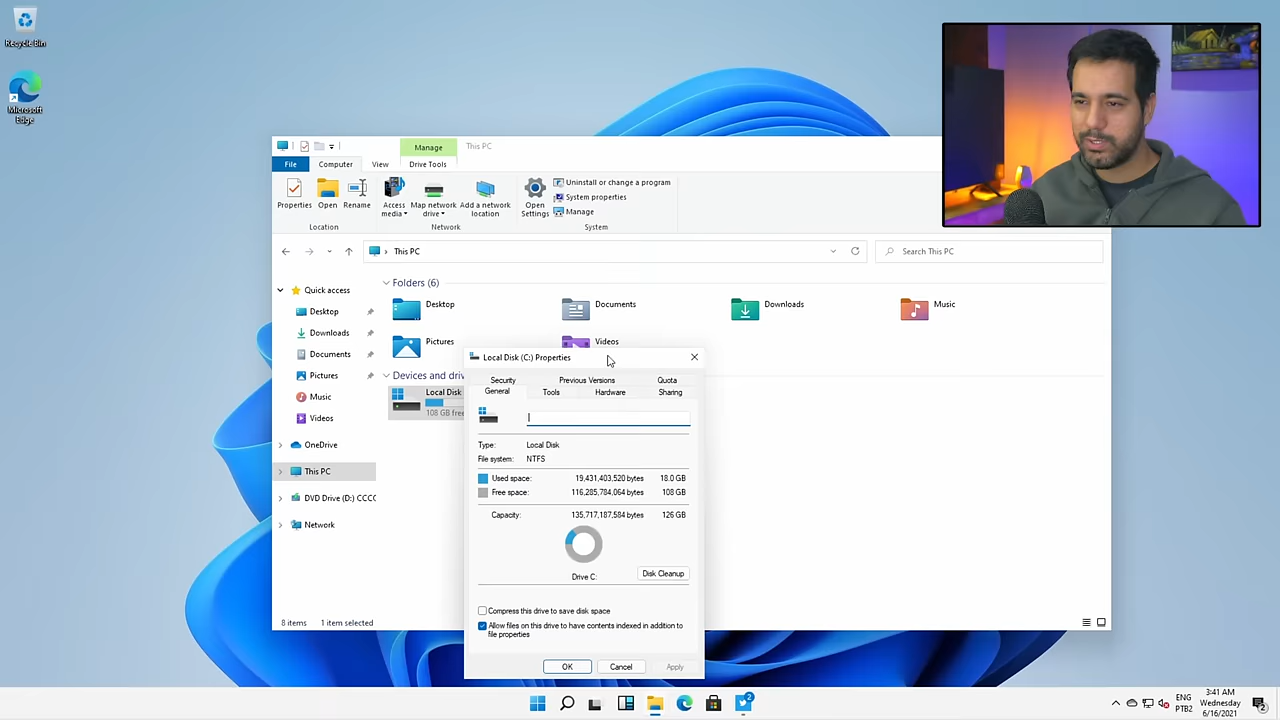 Recycle Bin
Microsoft
Edge
Manage
This PC
File
Computer
View
Drive Tools
Properties
Open
Rename
Access
media
Map network
drive
Add a network
location
Open
Settings
Uninstall or change a program
System properties
Manage
Location
Network
System
This PC
Search This PC
Quick access
Desktop
Downloads
Documents
Pictures
Music
Videos
OneDrive
This PC
DVD Drive (D:) CCCO
Network
Folders (6)
Desktop
Documents
Downloads
Music
Pictures
Videos
Devices and driv
Local Disk
108 GB free
Local Disk (C:) Properties
Security
Previous Versions
Quota
General
Tools
Hardware
Sharing
Type:
Local Disk
File system:
NTFS
Used space:
19,431,403,520 bytes
18.0 GB
Free space:
116,285,784,064 bytes
108 GB
Capacity:
135,717,187,584 bytes
126 GB
Drive C:
Disk Cleanup
Compress this drive to save disk space
Allow files on this drive to have contents indexed in addition to
file properties
OK
Cancel
Apply
8 items
1 item selected
2
ENG
PTB2
3:41 AM
Wednesday
6/16/2021
2